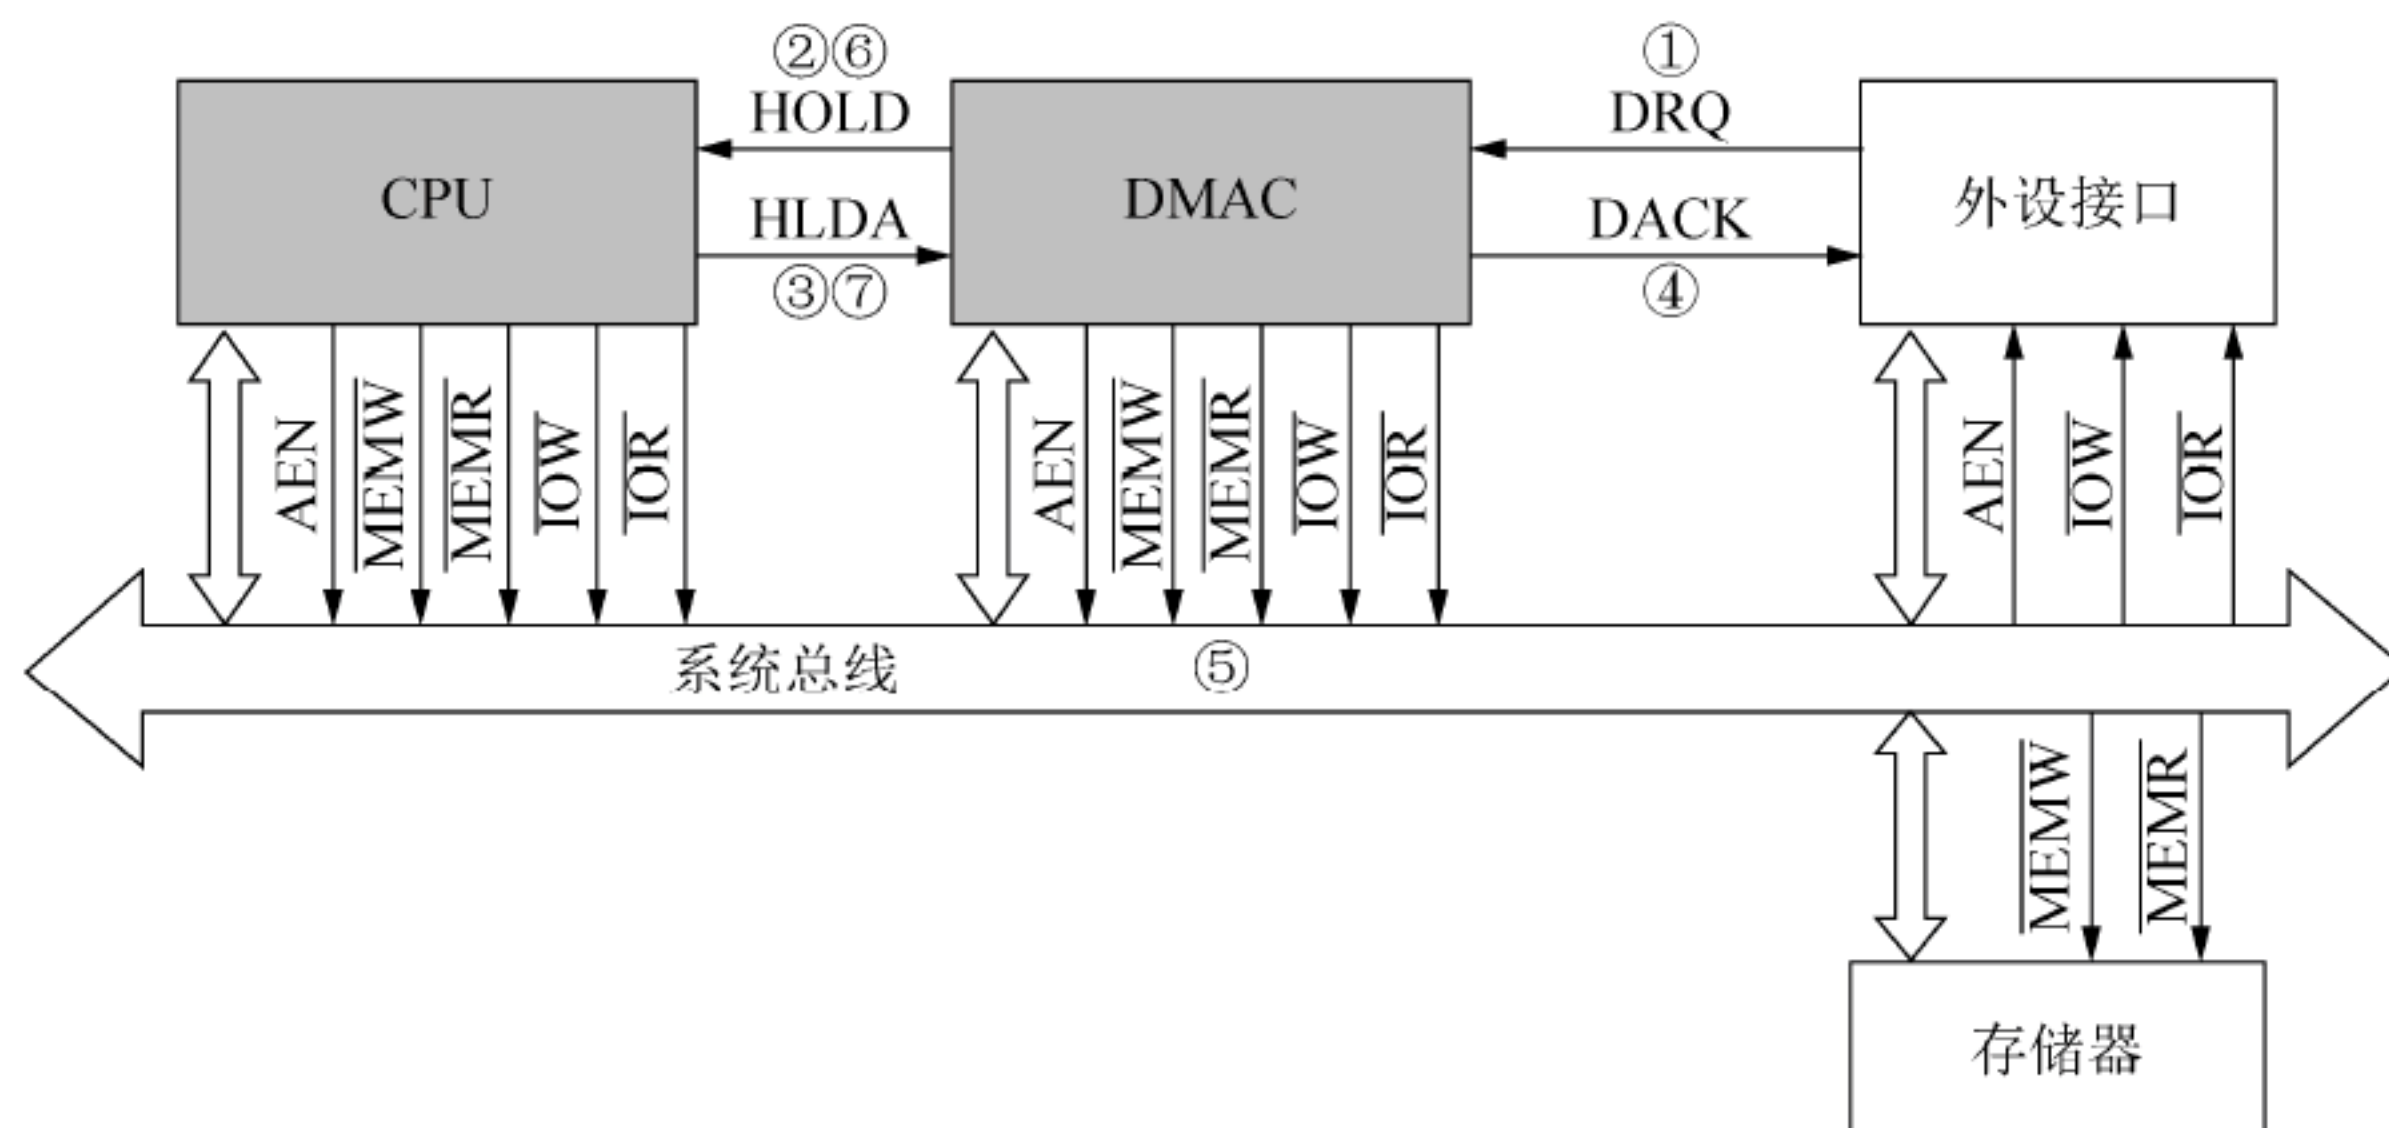 ②⑥
①
HOLD
DRQ
CPU
DMAC
外设接口
HLDA
DACK
③⑦
④
AEN
MEMW
MEMR
IOW
IOR
AEN
MEMW
MEMR
IOW
IOR
AEN
IOW
IOR
系统总线
⑤
MEMW
MEMR
存储器